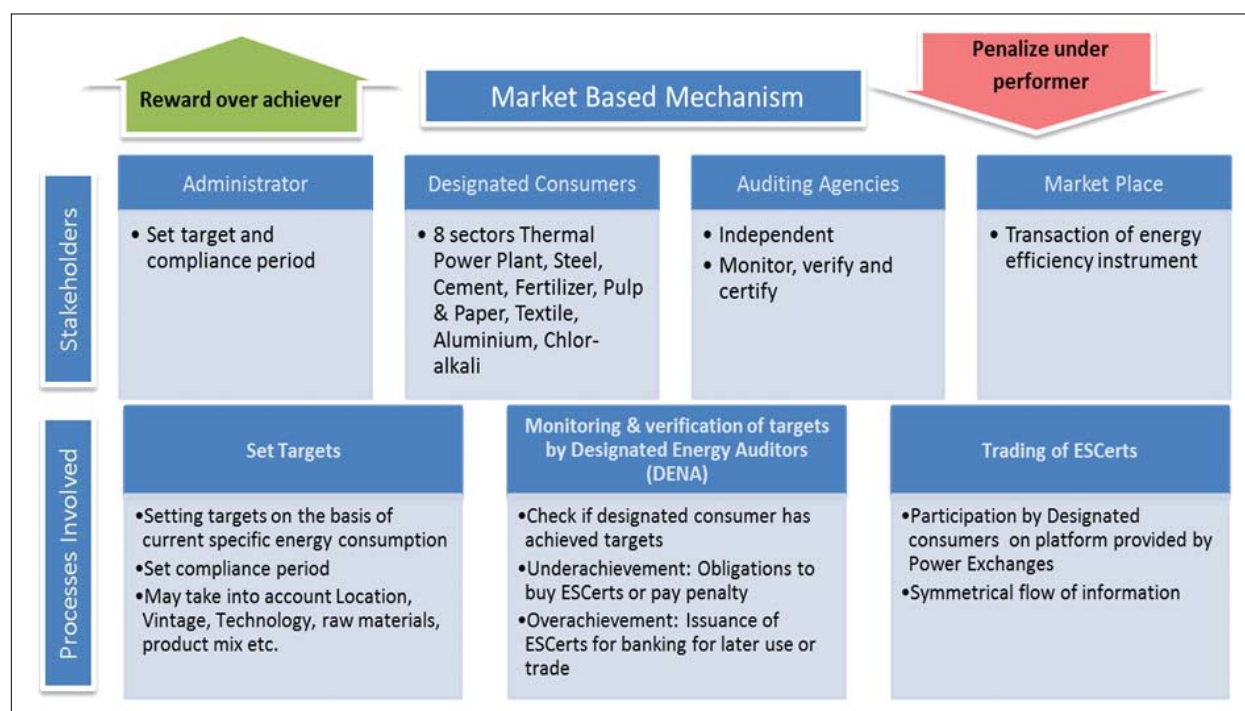 Reward over achiever
Market Based Mechanism
Penalize under
performer
Stakeholders
Administrator
• Set target and
compliance period
Designated Consumers
• 8 sectors Thermal
Power Plant, Steel,
Cement, Fertilizer, Pulp
& Paper, Textile,
Aluminium, Chlor-
alkali
Auditing Agencies
• Independent
• Monitor, verify and
certify
Market Place
• Transaction of energy
efficiency instrument
Processes Involved
Set Targets
•Setting targets on the basis of
current specific energy consumption
•Set compliance period
•May take into account Location,
Vintage, Technology, raw materials,
product mix etc.
Monitoring & verification of targets
by Designated Energy Auditors
(DENA)
•Check if designated consumer has
achieved targets
•Underachievement: Obligations to
buy ESCerts or pay penalty
•Overachievement: Issuance of
ESCerts for banking for later use or
trade
Trading of ESCerts
•Participation by Designated
consumers on platform provided by
Power Exchanges
•Symmetrical flow of information